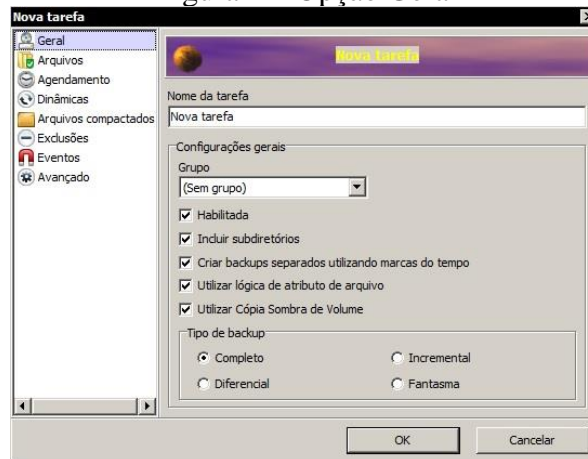 Nova tarefa
Geral
Arquivos
Agendamento
Dinâmicas
Arquivos compactados
Exclusões
Eventos
Avançado
Nova tarefa
Nome da tarefa
Nova tarefa
Configurações gerais
Grupo
(Sem grupo)
Habilitada
Incluir subdiretórios
Criar backups separados utilizando marcas do tempo
Utilizar lógica de atributo de arquivo
Utilizar Cópia Sombra de Volume
Tipo de backup
Completo Incremental
Diferencial Fantasma
OK Cancelar